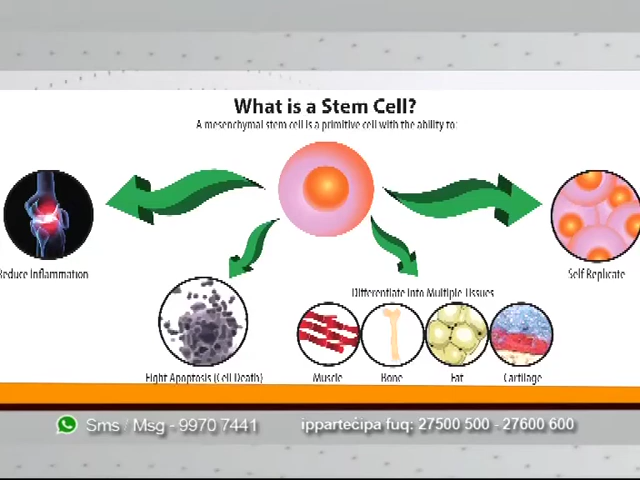 What is a Stem Cell?
A mesenchymal stem cell is a primitive cell with the ability to:
Reduce Inflammation
Self Replicate
Differentiate Into Multiple Tissues
Fight Apoptosis (Cell Death)
Muscle
Bone
Fat
Cartilage
Sms / Msg - 9970 7441
ipparteċipa fuq: 27500 500 - 27600 600